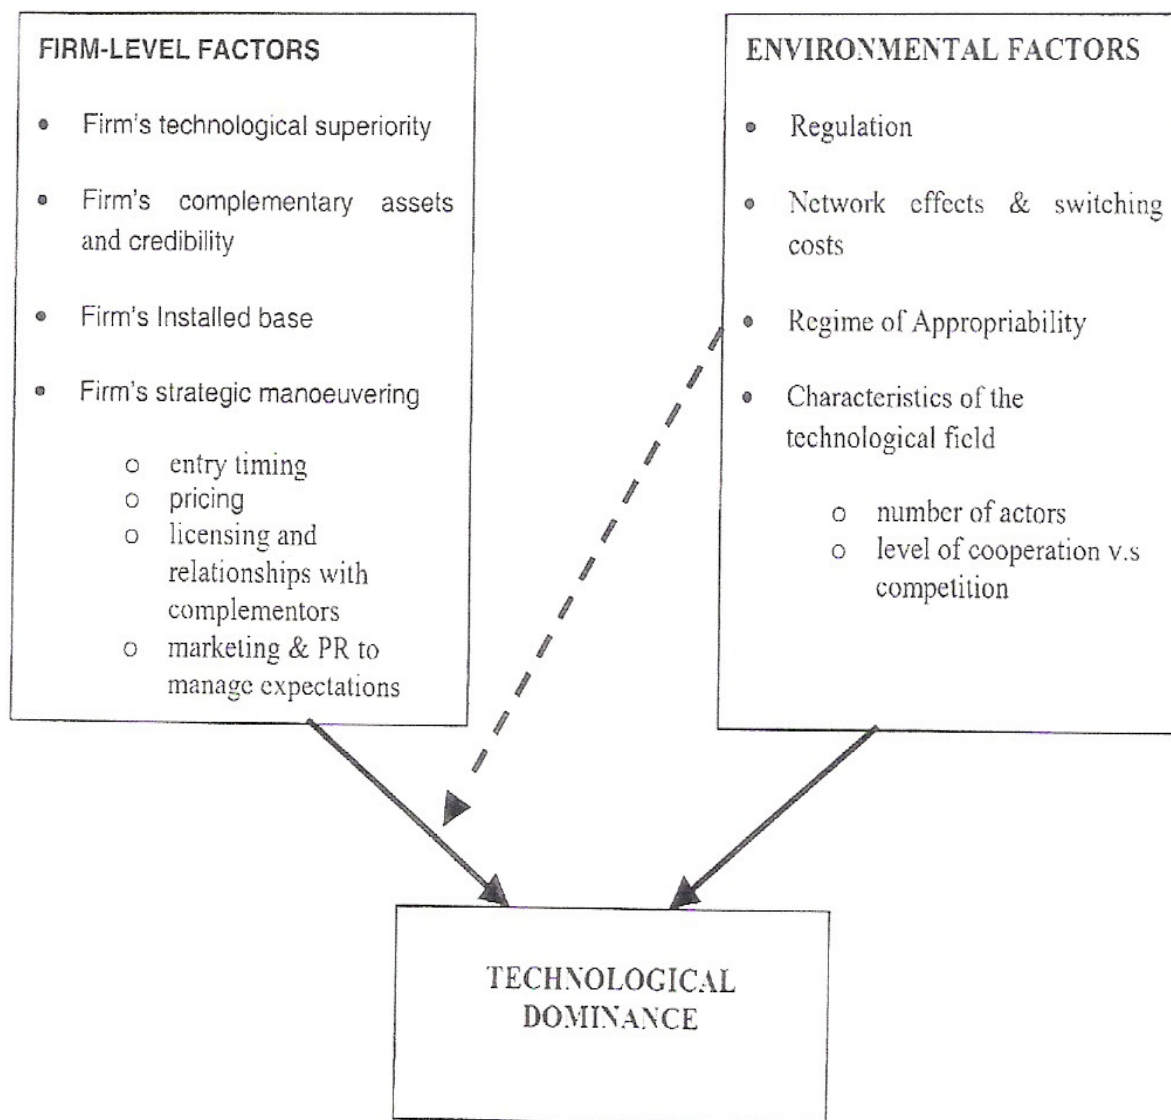 FIRM-LEVEL FACTORS
• Firm's technological superiority
• Firm's complementary assets
and credibility
• Firm's Installed base
• Firm's strategic manoeuvering
o entry timing
o pricing
o licensing and
relationships with
complementors
o marketing & PR to
manage expectations
ENVIRONMENTAL FACTORS
• Regulation
• Network effects & switching
costs
• Regime of Appropriability
• Characteristics of the
technological field
o number of actors
o level of cooperation v.s
competition
TECHNOLOGICAL
DOMINANCE